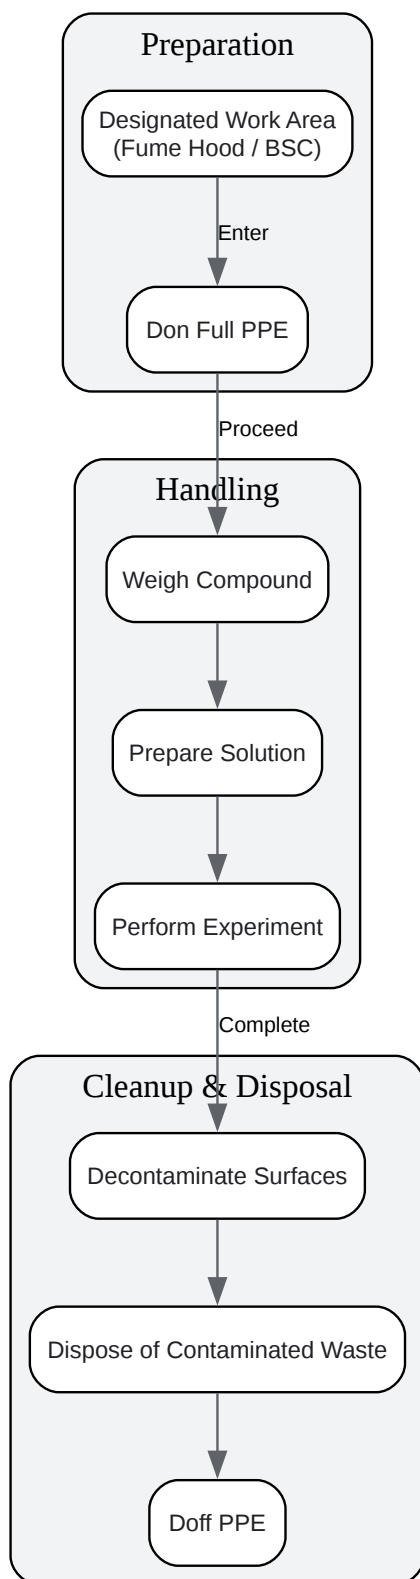 Preparation
Designated Work Area
(Fume Hood / BSC)
Enter
Don Full PPE
Proceed
Handling
Weigh Compound
Prepare Solution
Perform Experiment
Complete
Cleanup & Disposal
Decontaminate Surfaces
Dispose of Contaminated Waste
Doff PPE